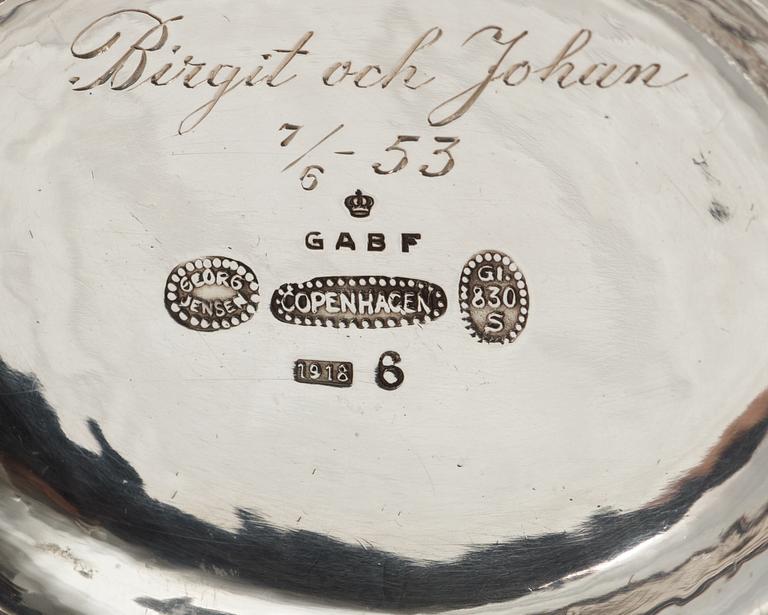 Birgit och Johan
7/6 - 53
GABF
GEORG JENSEN
COPENHAGEN
GI. 830 S
1918 6